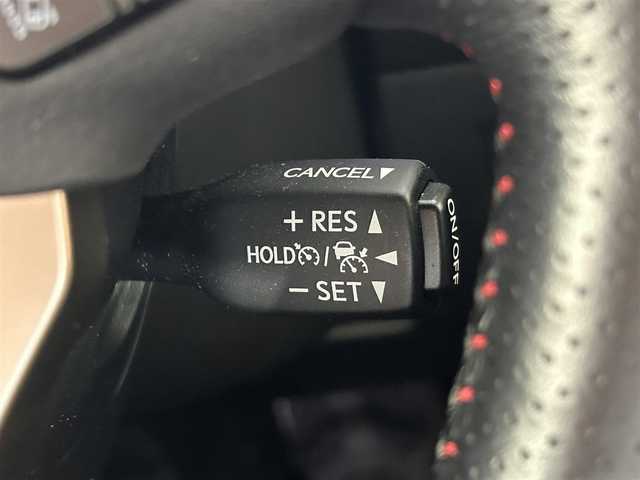 CANCEL▼
+ RES ▲
HOLD / ◀
− SET ▼
ON/OFF